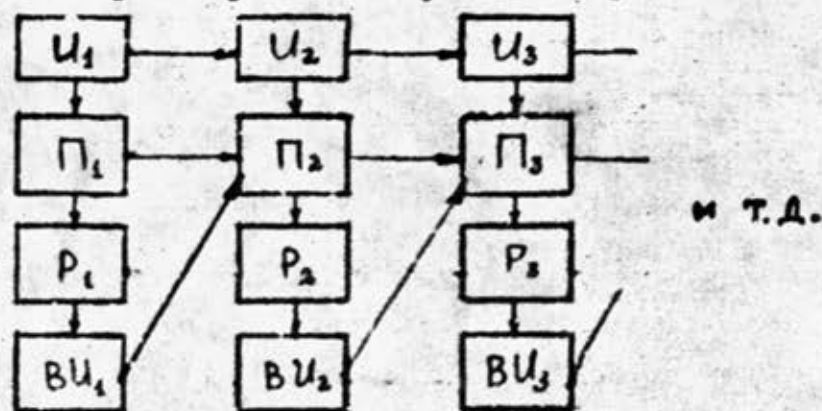 И₁ И₂ И₃
П₁ П₂ П₃
и т.д.
Р₁ Р₂ Р₃
ВИ₁ ВИ₂ ВИ₃